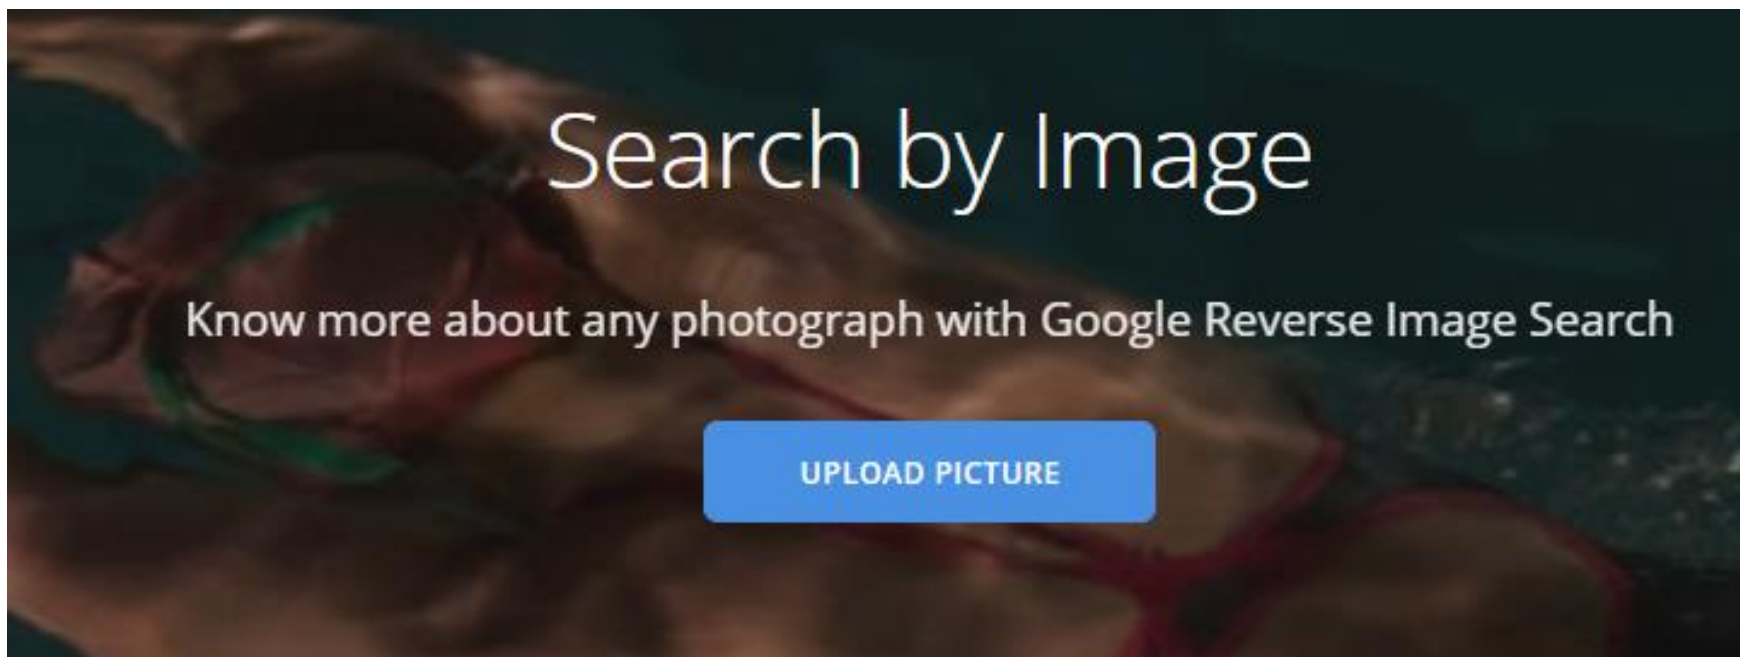 Search by Image
Know more about any photograph with Google Reverse Image Search
UPLOAD PICTURE